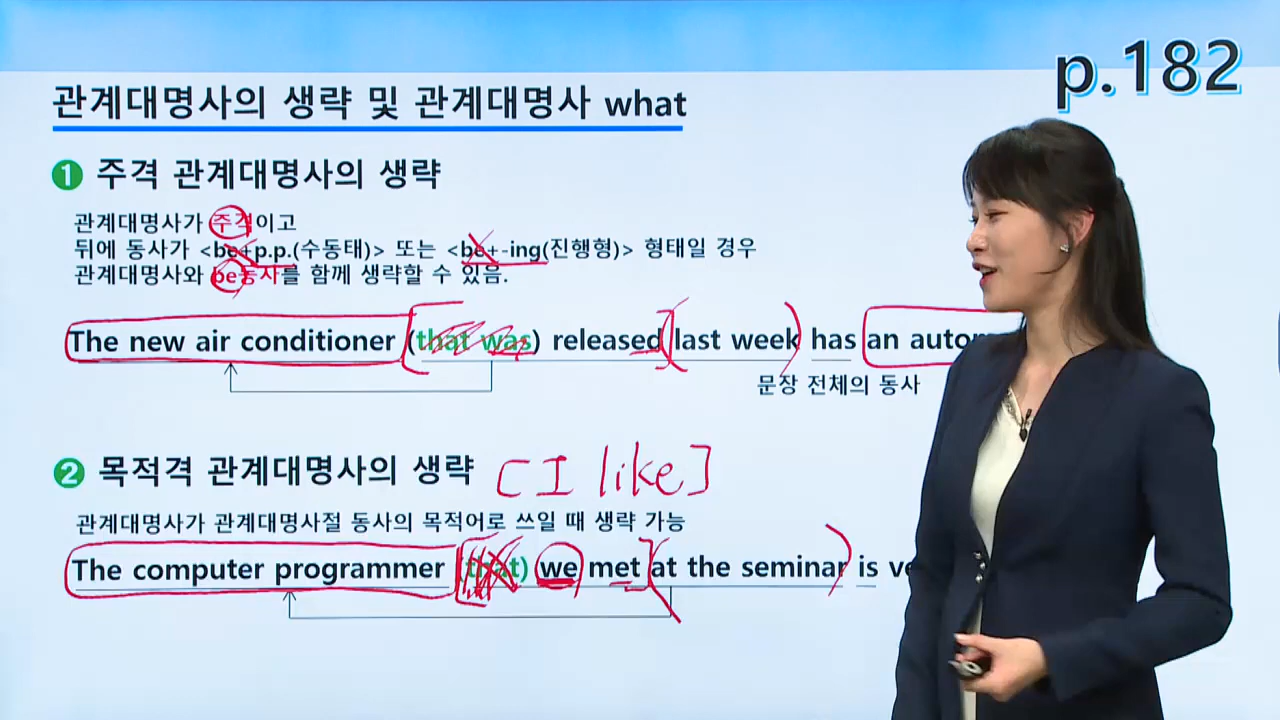 p.182
관계대명사의 생략 및 관계대명사 what
1 주격 관계대명사의 생략
관계대명사가 주격이고
뒤에 동사가 <be+p.p.(수동태)> 또는 <be+-ing(진행형)> 형태일 경우
관계대명사와 be동사를 함께 생략할 수 있음.
The new air conditioner (that was) released last week has an
문장 전체의 동사
2 목적격 관계대명사의 생략 [I like]
관계대명사가 관계대명사절 동사의 목적어로 쓰일 때 생략 가능
The computer programmer (that) we met at the seminar is